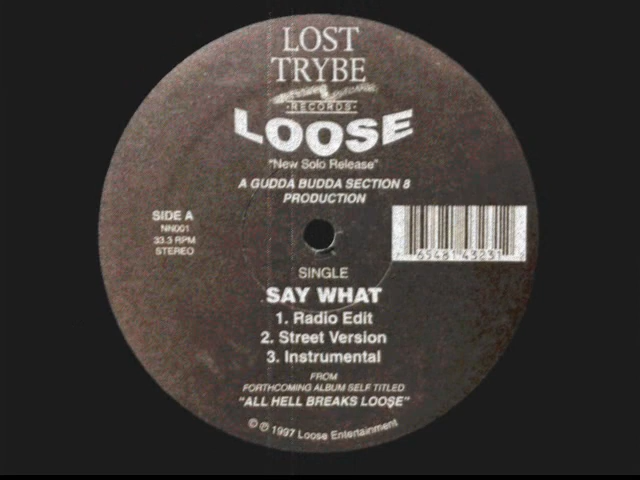 LOST
TRYBE
·RECORDS·
LOOSE
"New Solo Release"
A GUDDA BUDDA SECTION 8
PRODUCTION
SIDE A
NN001
33.3 RPM
STEREO
SINGLE
SAY WHAT
1. Radio Edit
2. Street Version
3. Instrumental
FROM
FORTHCOMING ALBUM SELF TITLED
"ALL HELL BREAKS LOOSE"
© ℗ 1997 Loose Entertainment